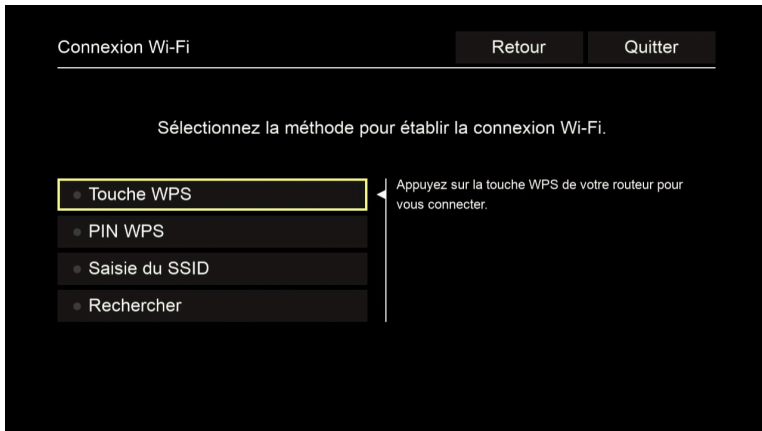 Connexion Wi-Fi
Retour
Quitter
Sélectionnez la méthode pour établir la connexion Wi-Fi.
Touche WPS
PIN WPS
Saisie du SSID
Rechercher
Appuyez sur la touche WPS de votre routeur pour
vous connecter.